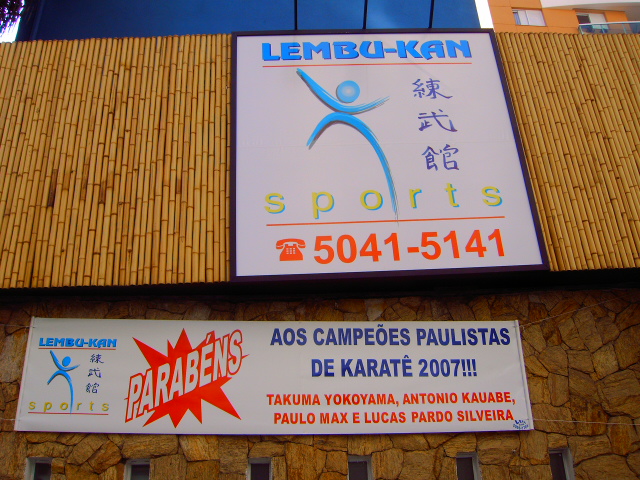 LEMBU-KAN
練
武
館
sports
☎ 5041-5141
LEMBU-KAN
練
武
館
sports
PARABÉNS
AOS CAMPEÕES PAULISTAS
DE KARATÊ 2007!!!
TAKUMA YOKOYAMA, ANTONIO KAUABE,
PAULO MAX E LUCAS PARDO SILVEIRA